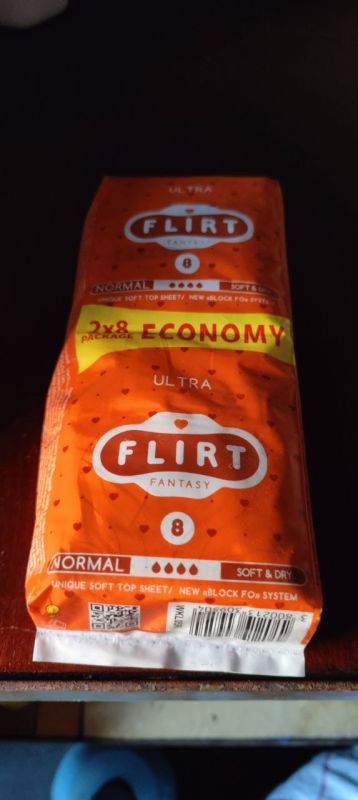 ULTRA
FLIRT
FANTASY
8
NORMAL SOFT & DRY
UNIQUE SOFT TOP SHEET/ NEW «BLOCK FO» SYSTEM
2x8 ECONOMY
PACKAGE
ULTRA
FLIRT
FANTASY
8
NORMAL SOFT & DRY
UNIQUE SOFT TOP SHEET/ NEW «BLOCK FO» SYSTEM